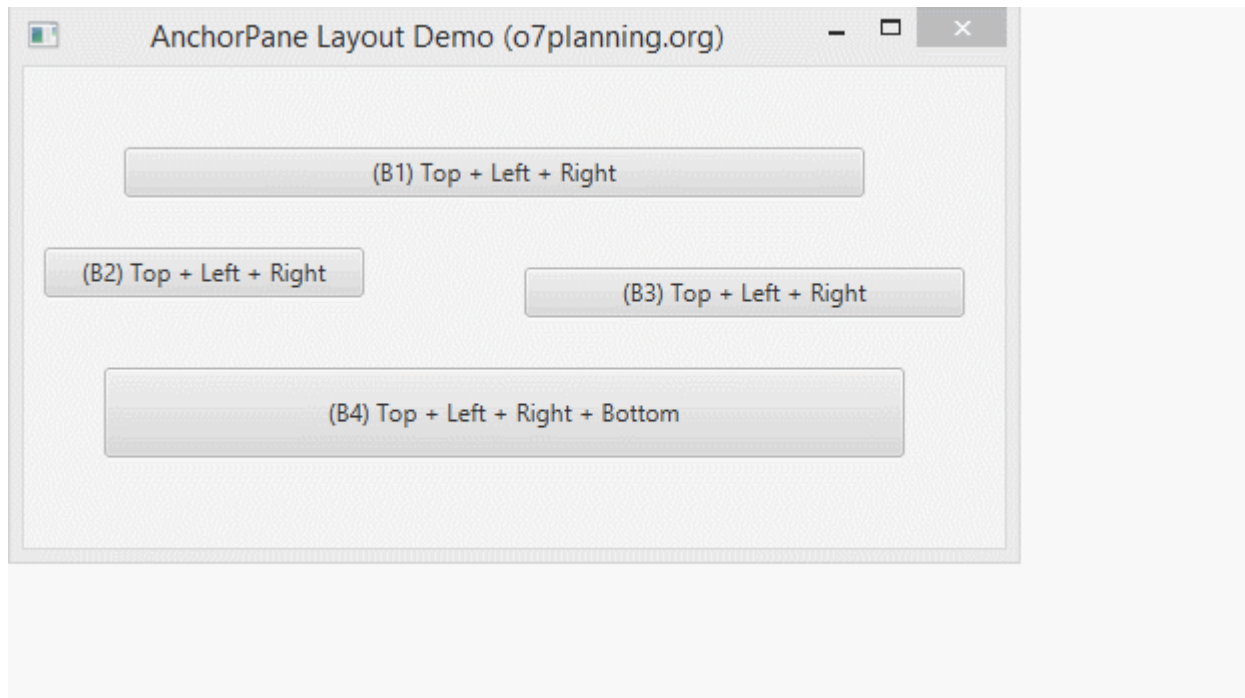 AnchorPane Layout Demo (o7planning.org)
(B1) Top + Left + Right
(B2) Top + Left + Right
(B3) Top + Left + Right
(B4) Top + Left + Right + Bottom